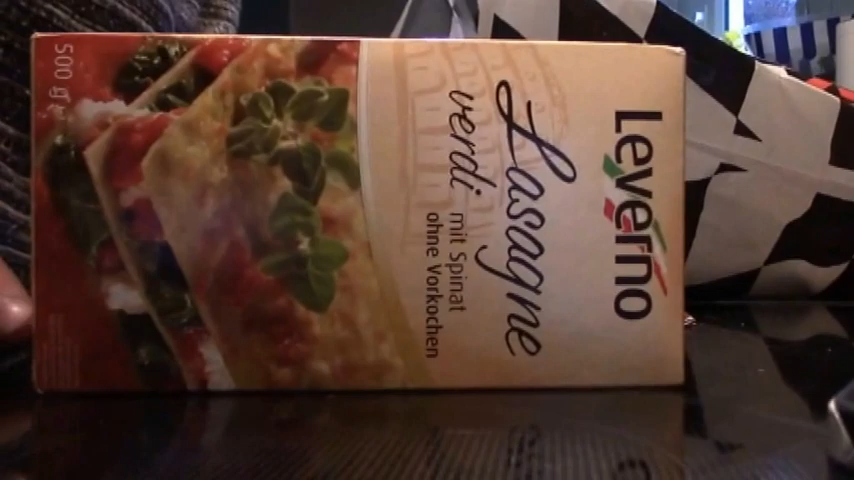 Leverno
Lasagne
verdi mit Spinat
ohne Vorkochen
500 g